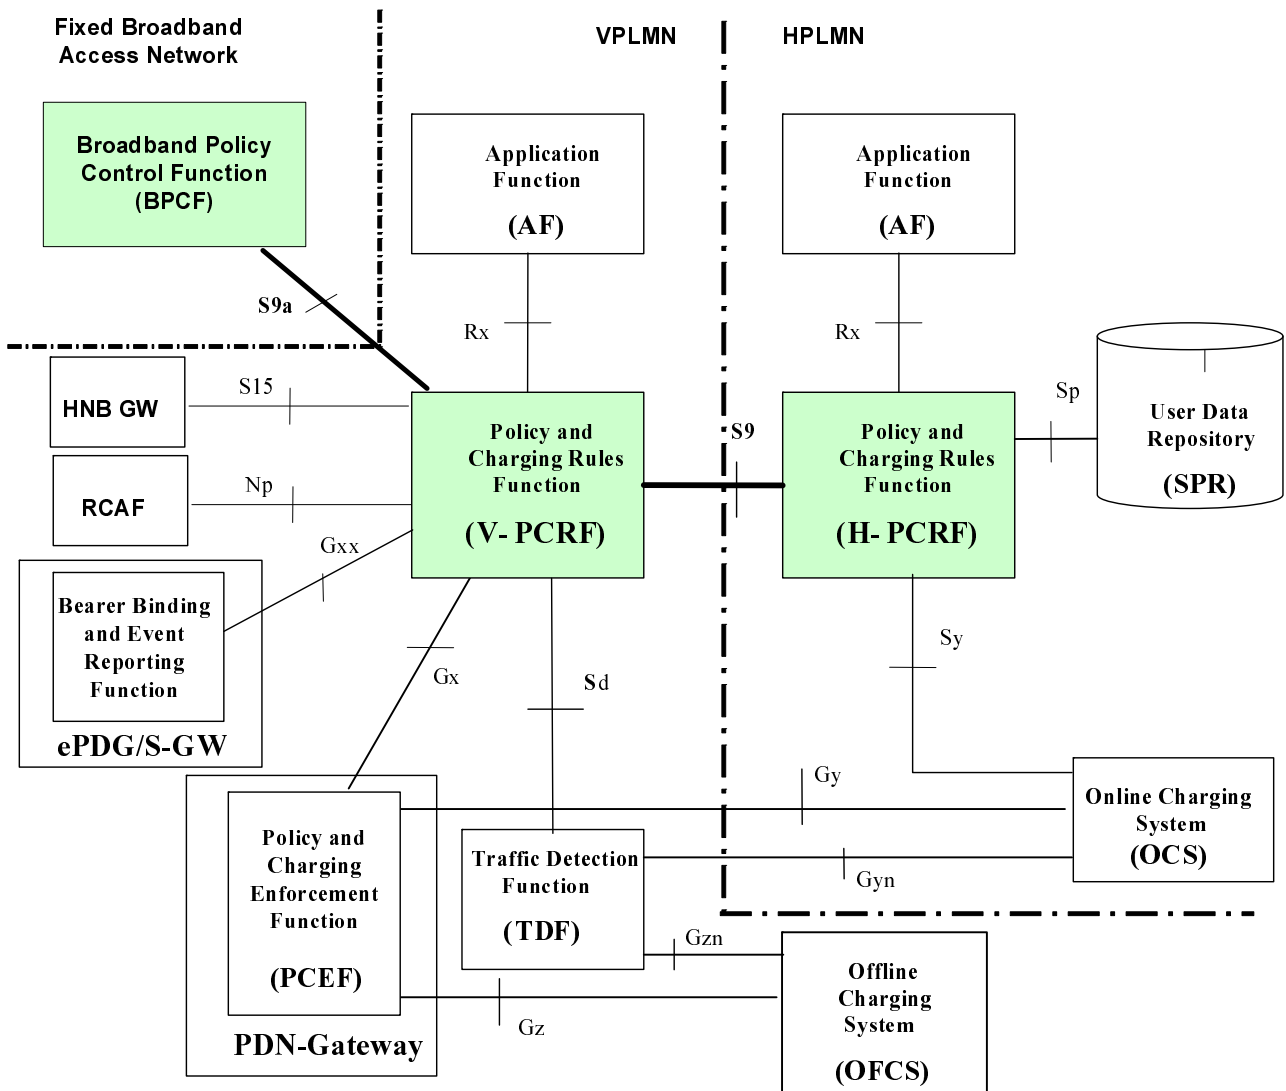 Fixed Broadband
Access Network
VPLMN
HPLMN
Broadband Policy
Control Function
(BPCF)
Application
Function
(AF)
Application
Function
(AF)
S9a
Rx
Rx
HNB GW
S15
RCAF
Np
Policy and
Charging Rules
Function
(V- PCRF)
S9
Policy and
Charging Rules
Function
(H- PCRF)
Sp
User Data
Repository
(SPR)
Gxx
Bearer Binding
and Event
Reporting
Function
ePDG/S-GW
Gx
Sd
Sy
Policy and
Charging
Enforcement
Function
(PCEF)
PDN-Gateway
Traffic Detection
Function
(TDF)
Gy
Gyn
Online Charging
System
(OCS)
Gzn
Gz
Offline
Charging
System
(OFCS)